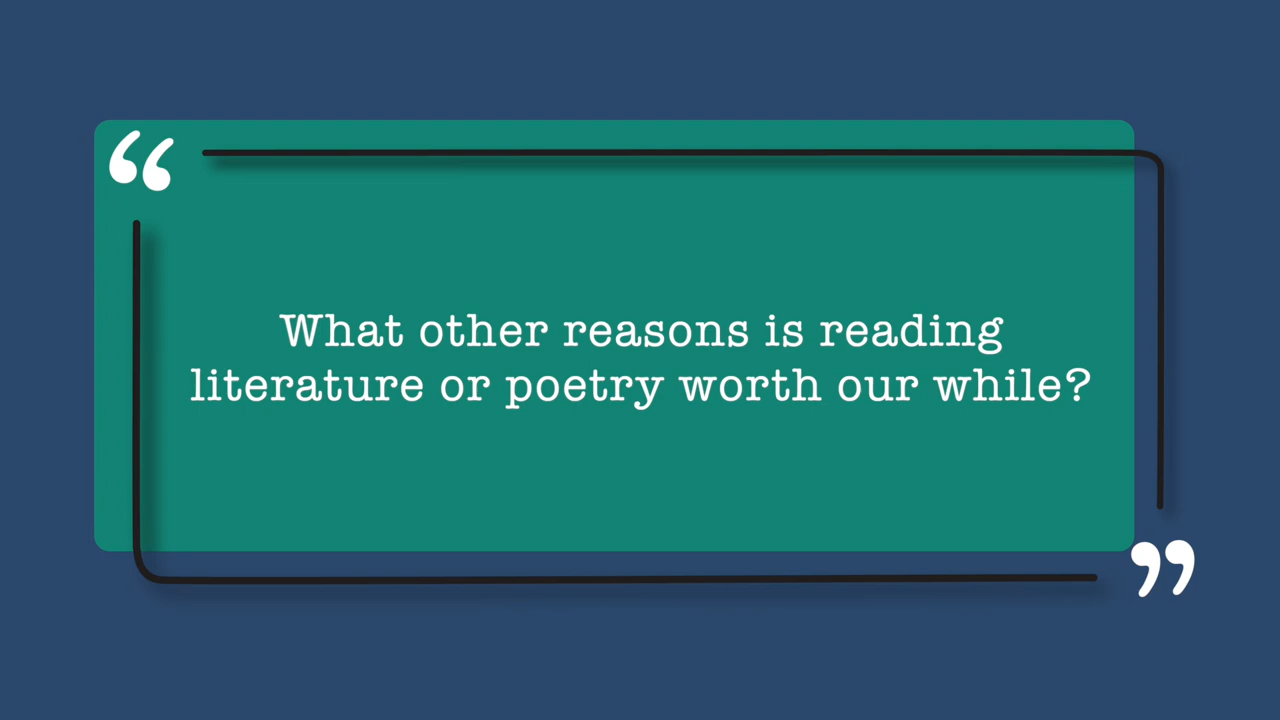 “
What other reasons is reading
literature or poetry worth our while?
”